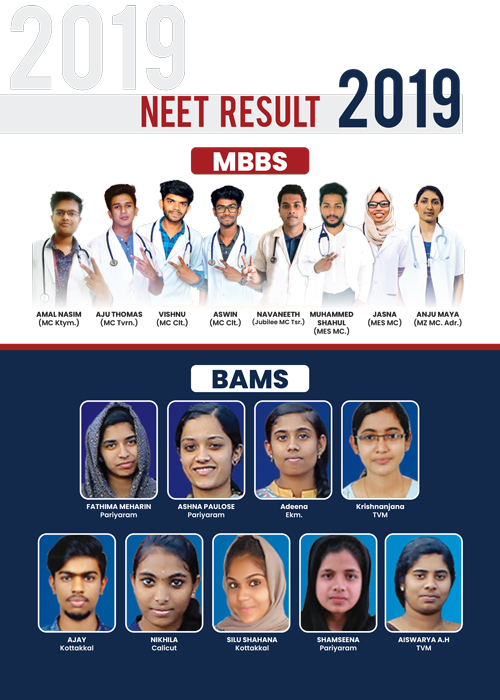 2019
NEET RESULT 2019
MBBS
AMAL NASIM
(MC Ktym.)
AJU THOMAS
(MC Tvrn.)
VISHNU
(MC Clt.)
ASWIN
(MC Clt.)
NAVANEETH
(Jubilee MC Tsr.)
MUHAMMED
SHAHUL
(MES MC.)
JASNA
(MES MC)
ANJU MAYA
(MZ MC. Adr.)
BAMS
FATHIMA MEHARIN
Pariyaram
ASHNA PAULOSE
Pariyaram
Adeena
Ekm.
Krishnanjana
TVM
AJAY
Kottakkal
NIKHILA
Calicut
SILU SHAHANA
Kottakkal
SHAMSEENA
Pariyaram
AISWARYA A.H
TVM